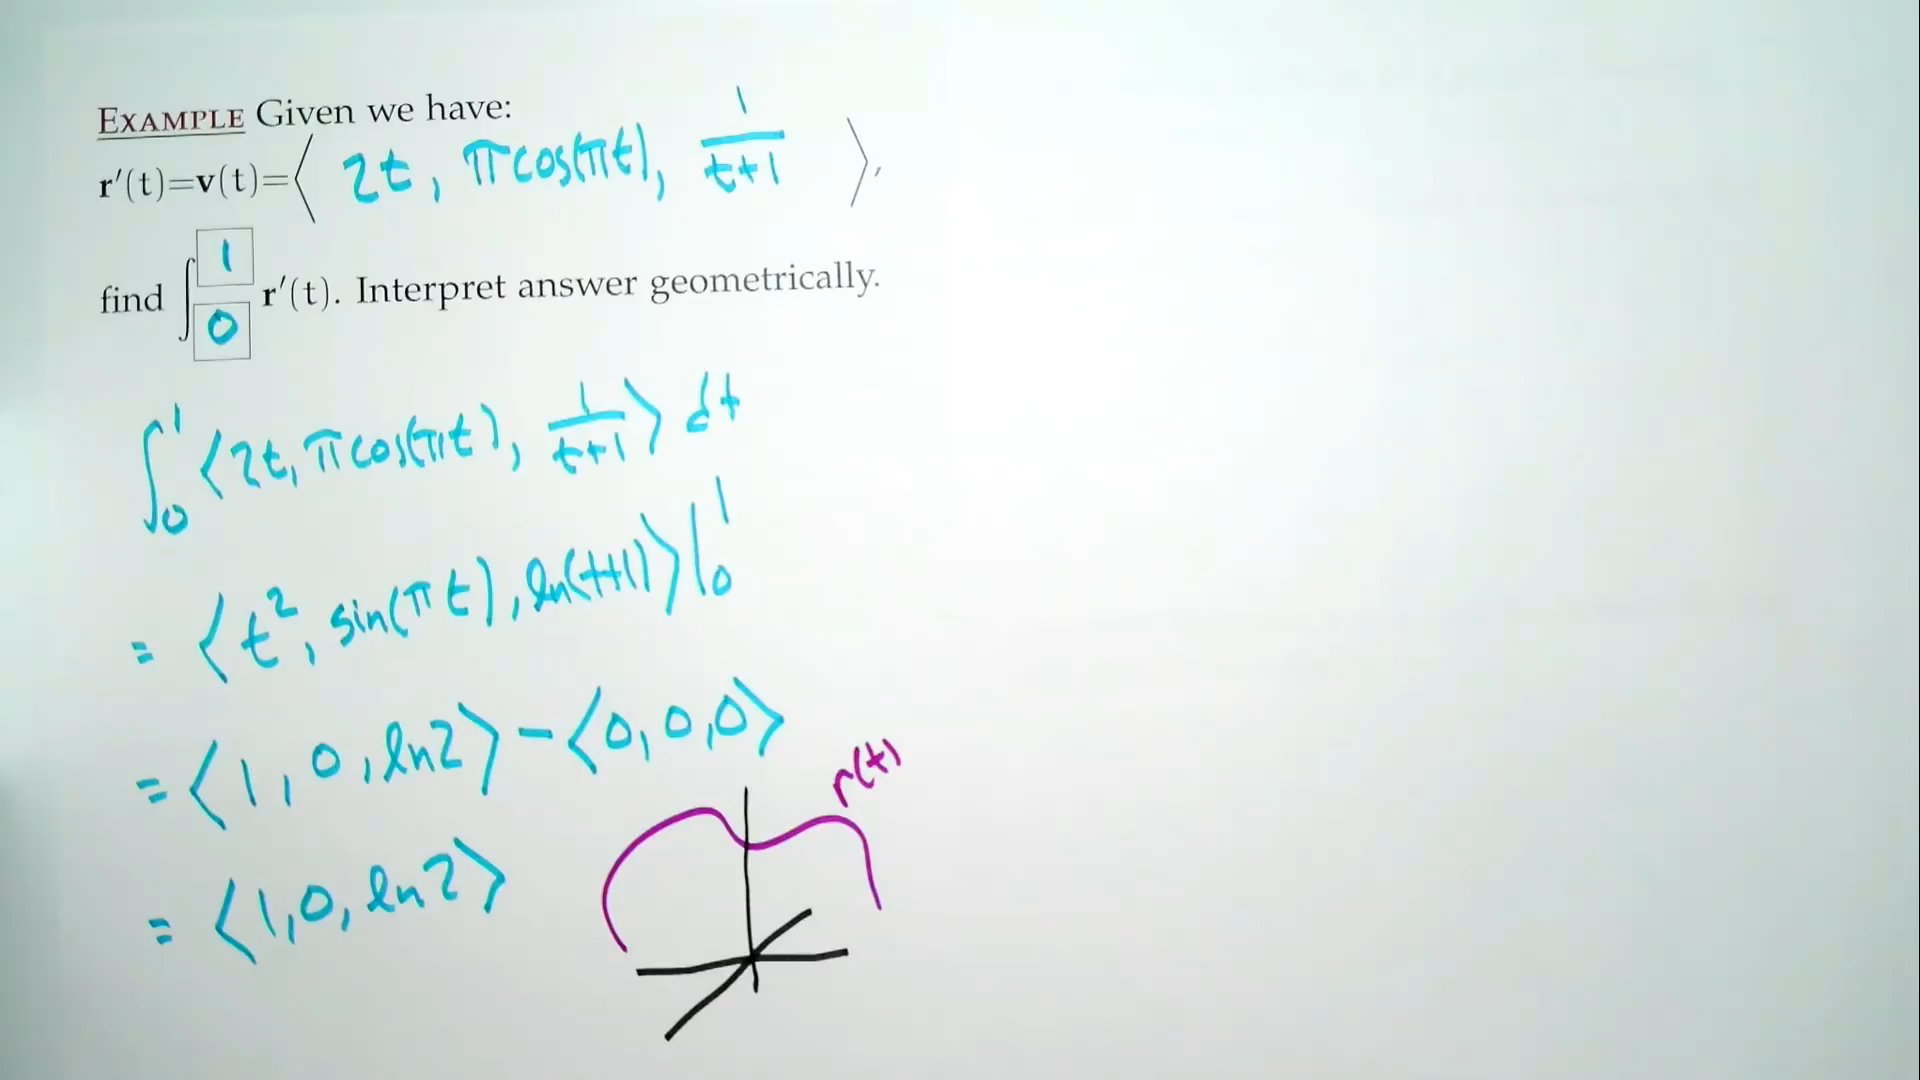 EXAMPLE Given we have:
r′(t)=v(t)=⟨ 2t, πcos(πt), 1/(t+1) ⟩,
find ∫₀¹ r′(t). Interpret answer geometrically.
∫₀¹ ⟨2t, πcos(πt), 1/(t+1)⟩ dt
= ⟨t², sin(πt), ln(t+1)⟩|₀¹
= ⟨1, 0, ln2⟩ - ⟨0, 0, 0⟩
= ⟨1, 0, ln2⟩
r(t)